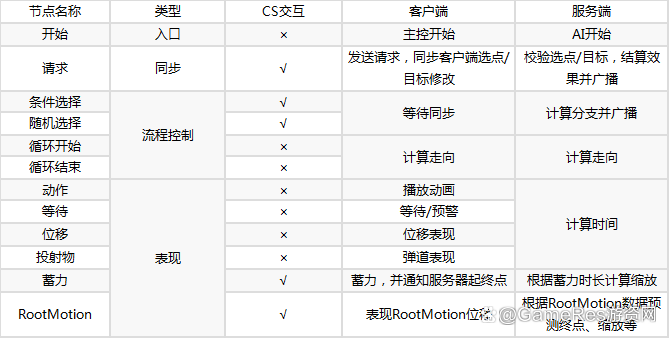 节点名称 类型 CS交互 客户端 服务端
开始 入口 × 主控开始 AI开始
请求 同步 √ 发送请求，同步客户端选点/
目标修改 校验选点/目标，结算效
果并广播
条件选择 流程控制 √ 等待同步 计算分支并广播
随机选择 √
循环开始 × 计算走向 计算走向
循环结束 ×
动作 表现 × 播放动画 计算时间
等待 × 等待/预警
位移 × 位移表现
投射物 × 弹道表现
蓄力 √ 蓄力，并通知服务器起终点 根据蓄力时长计算缩放
RootMotion √ 表现RootMotion位移 根据RootMotion数据预
测终点、缩放等
@GameRes游资网